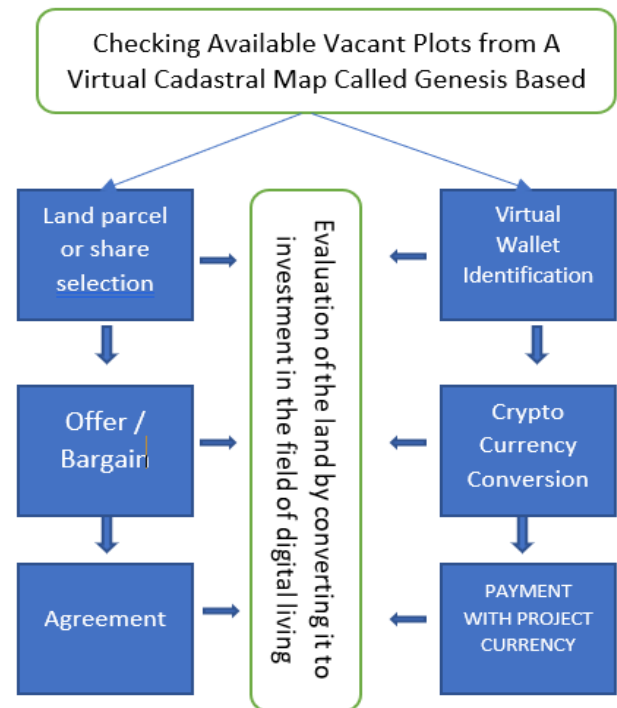 Checking Available Vacant Plots from A
Virtual Cadastral Map Called Genesis Based
Land parcel
or share
selection
Offer /
Bargain
Agreement
Evaluation of the land by converting it to
investment in the field of digital living
Virtual
Wallet
Identification
Crypto
Currency
Conversion
PAYMENT
WITH PROJECT
CURRENCY